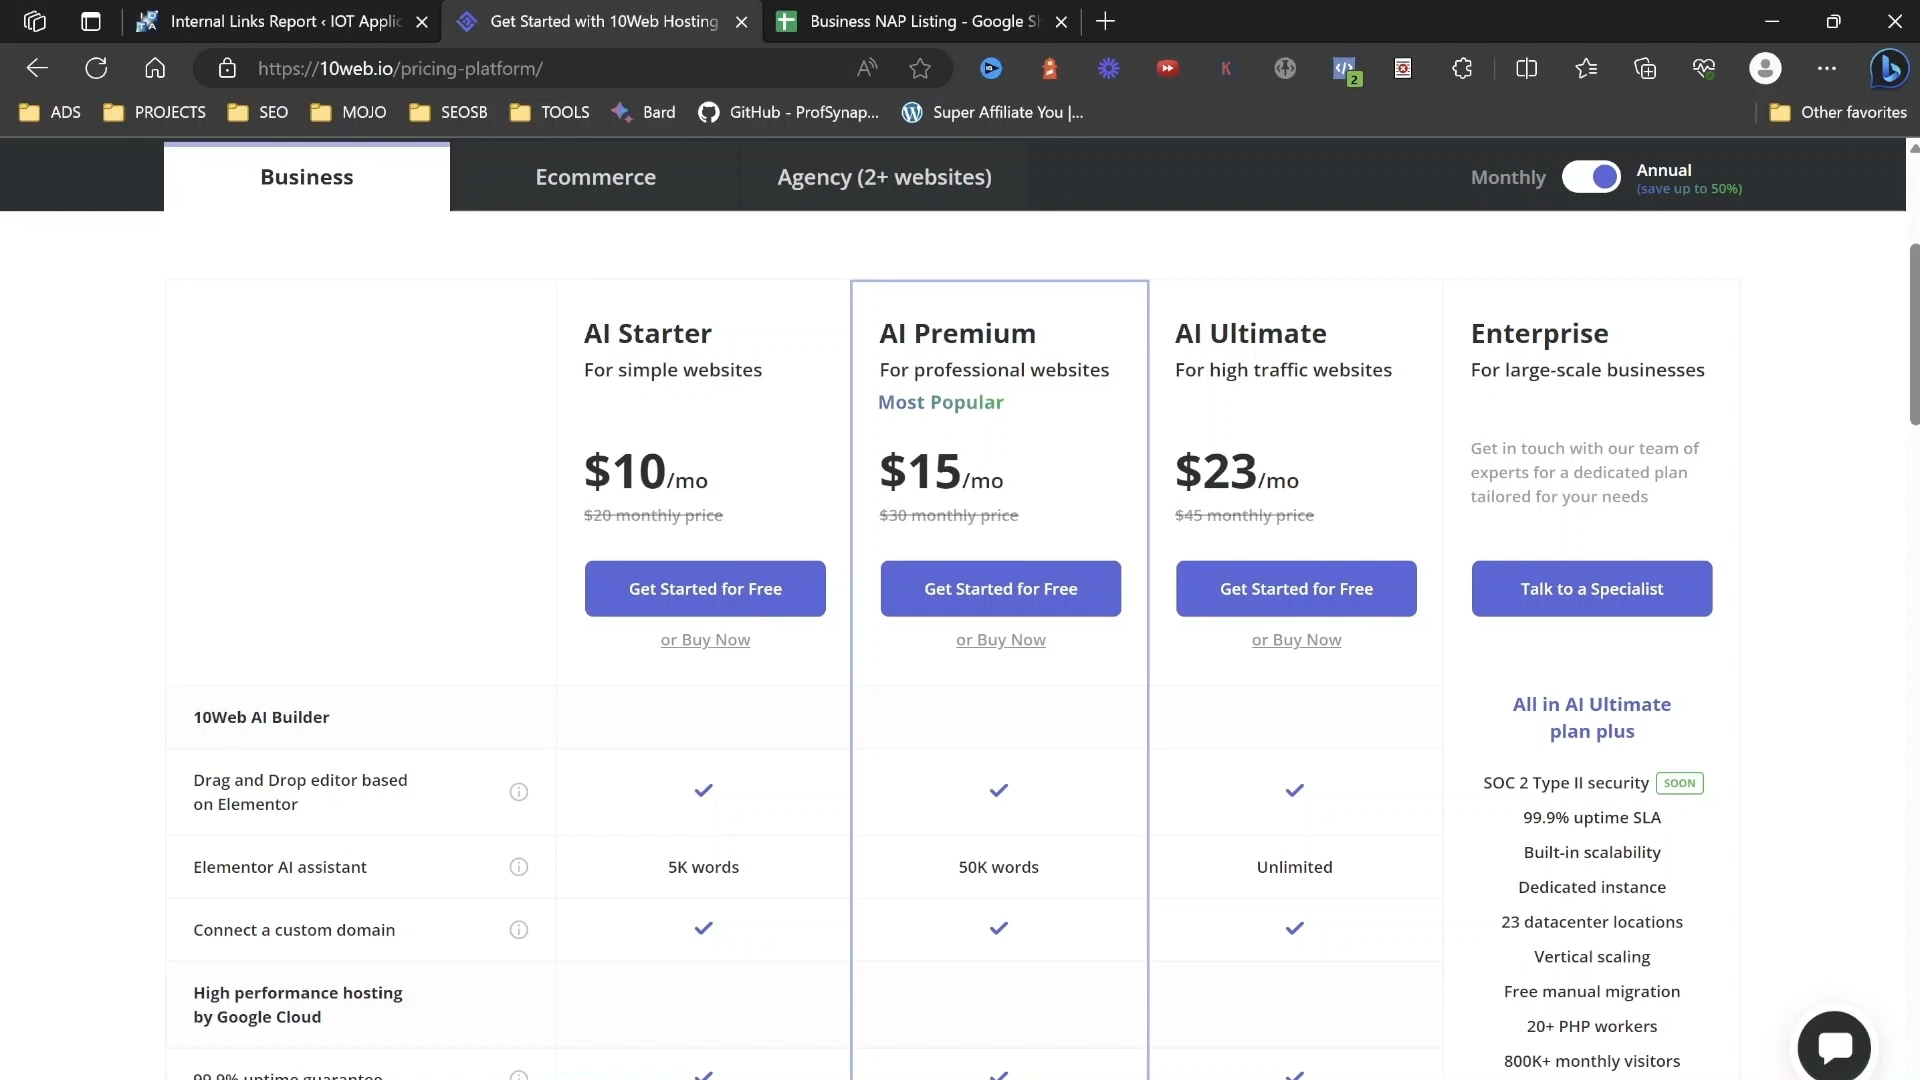 Internal Links Report ‹ IOT Applic
Get Started with 10Web Hosting
Business NAP Listing - Google Sh
https://10web.io/pricing-platform/
K
2
ADS
PROJECTS
SEO
MOJO
SEOSB
TOOLS
Bard
GitHub - ProfSynap...
Super Affiliate You |...
Other favorites
Business
Ecommerce
Agency (2+ websites)
Monthly
Annual
(save up to 50%)
AI Starter
For simple websites
$10/mo
$20 monthly price
Get Started for Free
or Buy Now
AI Premium
For professional websites
Most Popular
$15/mo
$30 monthly price
Get Started for Free
or Buy Now
AI Ultimate
For high traffic websites
$23/mo
$45 monthly price
Get Started for Free
or Buy Now
Enterprise
For large-scale businesses
Get in touch with our team of
experts for a dedicated plan
tailored for your needs
Talk to a Specialist
10Web AI Builder
Drag and Drop editor based
on Elementor
Elementor AI assistant
5K words
50K words
Unlimited
Connect a custom domain
High performance hosting
by Google Cloud
99.9% uptime guarantee
All in AI Ultimate
plan plus
SOC 2 Type II security SOON
99.9% uptime SLA
Built-in scalability
Dedicated instance
23 datacenter locations
Vertical scaling
Free manual migration
20+ PHP workers
800K+ monthly visitors